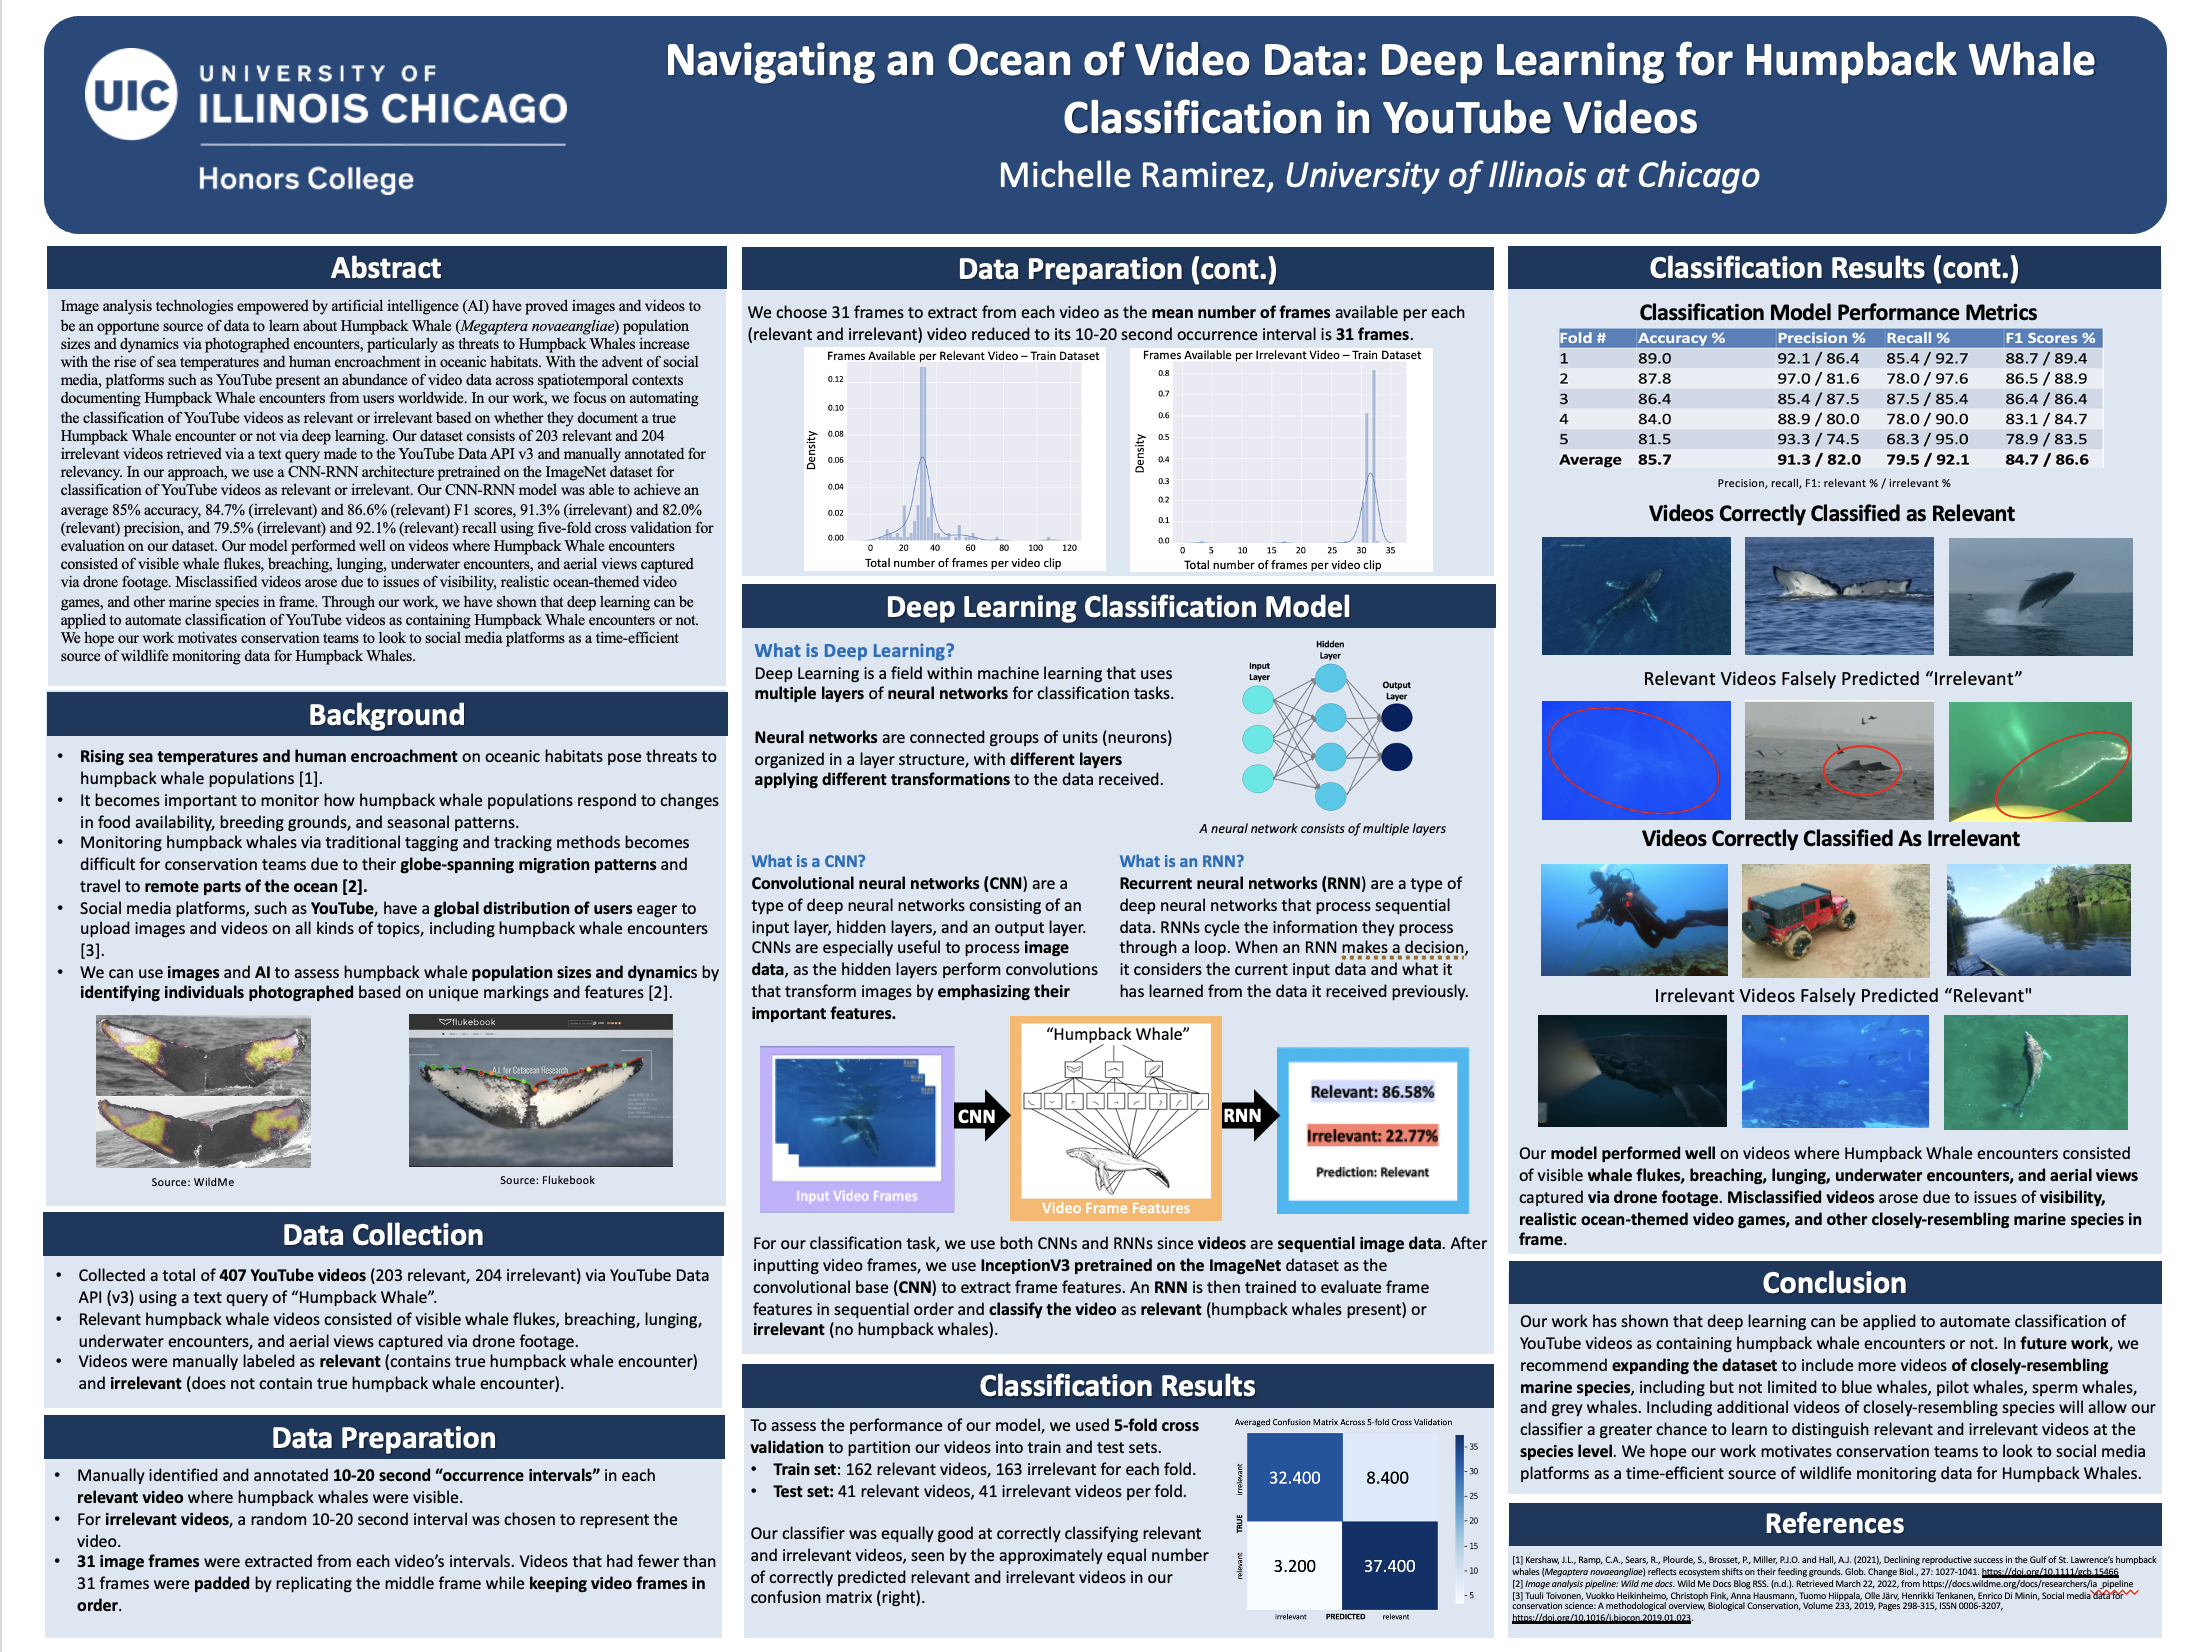 UIC
UNIVERSITY OF
ILLINOIS CHICAGO
Honors College
Navigating an Ocean of Video Data: Deep Learning for Humpback Whale
Classification in YouTube Videos
Michelle Ramirez, University of Illinois at Chicago
Abstract
Image analysis technologies empowered by artificial intelligence (AI) have proved images and videos to
be an opportune source of data to learn about Humpback Whale (Megaptera novaeangliae) population
sizes and dynamics via photographed encounters, particularly as threats to Humpback Whales increase
with the rise of sea temperatures and human encroachment in oceanic habitats. With the advent of social
media, platforms such as YouTube present an abundance of video data across spatiotemporal contexts
documenting Humpback Whale encounters from users worldwide. In our work, we focus on automating
the classification of YouTube videos as relevant or irrelevant based on whether they document a true
Humpback Whale encounter or not via deep learning. Our dataset consists of 203 relevant and 204
irrelevant videos retrieved via a text query made to the YouTube Data API v3 and manually annotated for
relevancy. In our approach, we use a CNN-RNN architecture pretrained on the ImageNet dataset for
classification of YouTube videos as relevant or irrelevant. Our CNN-RNN model was able to achieve an
average 85% accuracy, 84.7% (irrelevant) and 86.6% (relevant) F1 scores, 91.3% (irrelevant) and 82.0%
(relevant) precision, and 79.5% (irrelevant) and 92.1% (relevant) recall using five-fold cross validation for
evaluation on our dataset. Our model performed well on videos where Humpback Whale encounters
consisted of visible whale flukes, breaching, lunging, underwater encounters, and aerial views captured
via drone footage. Misclassified videos arose due to issues of visibility, realistic ocean-themed video
games, and other marine species in frame. Through our work, we have shown that deep learning can be
applied to automate classification of YouTube videos as containing Humpback Whale encounters or not.
We hope our work motivates conservation teams to look to social media platforms as a time-efficient
source of wildlife monitoring data for Humpback Whales.
Background
• Rising sea temperatures and human encroachment on oceanic habitats pose threats to
humpback whale populations [1].
• It becomes important to monitor how humpback whale populations respond to changes
in food availability, breeding grounds, and seasonal patterns.
• Monitoring humpback whales via traditional tagging and tracking methods becomes
difficult for conservation teams due to their globe-spanning migration patterns and
travel to remote parts of the ocean [2].
• Social media platforms, such as YouTube, have a global distribution of users eager to
upload images and videos on all kinds of topics, including humpback whale encounters
[3].
• We can use images and AI to assess humpback whale population sizes and dynamics by
identifying individuals photographed based on unique markings and features [2].
flukebook
A.I. for Cetacean Research
Source: WildMe
Source: Flukebook
Data Collection
• Collected a total of 407 YouTube videos (203 relevant, 204 irrelevant) via YouTube Data
API (v3) using a text query of “Humpback Whale”.
• Relevant humpback whale videos consisted of visible whale flukes, breaching, lunging,
underwater encounters, and aerial views captured via drone footage.
• Videos were manually labeled as relevant (contains true humpback whale encounter)
and irrelevant (does not contain true humpback whale encounter).
Data Preparation
• Manually identified and annotated 10-20 second “occurrence intervals” in each
relevant video where humpback whales were visible.
• For irrelevant videos, a random 10-20 second interval was chosen to represent the
video.
• 31 image frames were extracted from each video’s intervals. Videos that had fewer than
31 frames were padded by replicating the middle frame while keeping video frames in
order.
Data Preparation (cont.)
We choose 31 frames to extract from each video as the mean number of frames available per each
(relevant and irrelevant) video reduced to its 10-20 second occurrence interval is 31 frames.
Frames Available per Relevant Video – Train Dataset
Density
0.12
0.10
0.08
0.06
0.04
0.02
0.00
0 20 40 60 80 100 120
Total number of frames per video clip
Frames Available per Irrelevant Video – Train Dataset
Density
0.8
0.7
0.6
0.5
0.4
0.3
0.2
0.1
0.0
0 5 10 15 20 25 30 35
Total number of frames per video clip
Deep Learning Classification Model
What is Deep Learning?
Deep Learning is a field within machine learning that uses
multiple layers of neural networks for classification tasks.
Neural networks are connected groups of units (neurons)
organized in a layer structure, with different layers
applying different transformations to the data received.
Input
Layer
Hidden
Layer
Output
Layer
A neural network consists of multiple layers
What is a CNN?
Convolutional neural networks (CNN) are a
type of deep neural networks consisting of an
input layer, hidden layers, and an output layer.
CNNs are especially useful to process image
data, as the hidden layers perform convolutions
that transform images by emphasizing their
important features.
What is an RNN?
Recurrent neural networks (RNN) are a type of
deep neural networks that process sequential
data. RNNs cycle the information they process
through a loop. When an RNN makes a decision,
it considers the current input data and what it
has learned from the data it received previously.
Input Video Frames
CNN
“Humpback Whale”
Video Frame Features
RNN
Relevant: 86.58%
Irrelevant: 22.77%
Prediction: Relevant
For our classification task, we use both CNNs and RNNs since videos are sequential image data. After
inputting video frames, we use InceptionV3 pretrained on the ImageNet dataset as the
convolutional base (CNN) to extract frame features. An RNN is then trained to evaluate frame
features in sequential order and classify the video as relevant (humpback whales present) or
irrelevant (no humpback whales).
Classification Results
To assess the performance of our model, we used 5-fold cross
validation to partition our videos into train and test sets.
• Train set: 162 relevant videos, 163 irrelevant for each fold.
• Test set: 41 relevant videos, 41 irrelevant videos per fold.
Our classifier was equally good at correctly classifying relevant
and irrelevant videos, seen by the approximately equal number
of correctly predicted relevant and irrelevant videos in our
confusion matrix (right).
Averaged Confusion Matrix Across 5-fold Cross Validation
TRUE
irrelevant
32.400 8.400
relevant
3.200 37.400
irrelevant PREDICTED relevant
35
30
25
20
15
10
5
Classification Results (cont.)
Classification Model Performance Metrics
Fold # Accuracy % Precision % Recall % F1 Scores %
1 89.0 92.1 / 86.4 85.4 / 92.7 88.7 / 89.4
2 87.8 97.0 / 81.6 78.0 / 97.6 86.5 / 88.9
3 86.4 85.4 / 87.5 87.5 / 85.4 86.4 / 86.4
4 84.0 88.9 / 80.0 78.0 / 90.0 83.1 / 84.7
5 81.5 93.3 / 74.5 68.3 / 95.0 78.9 / 83.5
Average 85.7 91.3 / 82.0 79.5 / 92.1 84.7 / 86.6
Precision, recall, F1: relevant % / irrelevant %
Videos Correctly Classified as Relevant
Relevant Videos Falsely Predicted “Irrelevant”
Videos Correctly Classified As Irrelevant
Irrelevant Videos Falsely Predicted “Relevant"
Our model performed well on videos where Humpback Whale encounters consisted
of visible whale flukes, breaching, lunging, underwater encounters, and aerial views
captured via drone footage. Misclassified videos arose due to issues of visibility,
realistic ocean-themed video games, and other closely-resembling marine species in
frame.
Conclusion
Our work has shown that deep learning can be applied to automate classification of
YouTube videos as containing humpback whale encounters or not. In future work, we
recommend expanding the dataset to include more videos of closely-resembling
marine species, including but not limited to blue whales, pilot whales, sperm whales,
and grey whales. Including additional videos of closely-resembling species will allow our
classifier a greater chance to learn to distinguish relevant and irrelevant videos at the
species level. We hope our work motivates conservation teams to look to social media
platforms as a time-efficient source of wildlife monitoring data for Humpback Whales.
References
[1] Kershaw, J.L., Ramp, C.A., Sears, R., Plourde, S., Brosset, P., Miller, P.J.O. and Hall, A.J. (2021), Declining reproductive success in the Gulf of St. Lawrence’s humpback
whales (Megaptera novaeangliae) reflects ecosystem shifts on their feeding grounds. Glob. Change Biol., 27: 1027-1041. https://doi.org/10.1111/gcb.15466
[2] Image analysis pipeline: Wild me docs. Wild Me Docs Blog RSS. (n.d.). Retrieved March 22, 2022, from https://docs.wildme.org/docs/researchers/ia_pipeline
[3] Tuuli Toivonen, Vuokko Heikinheimo, Christoph Fink, Anna Hausmann, Tuomo Hiippala, Olle Järv, Henrikki Tenkanen, Enrico Di Minin, Social media data for
conservation science: A methodological overview, Biological Conservation, Volume 233, 2019, Pages 298-315, ISSN 0006-3207,
https://doi.org/10.1016/j.biocon.2019.01.023.